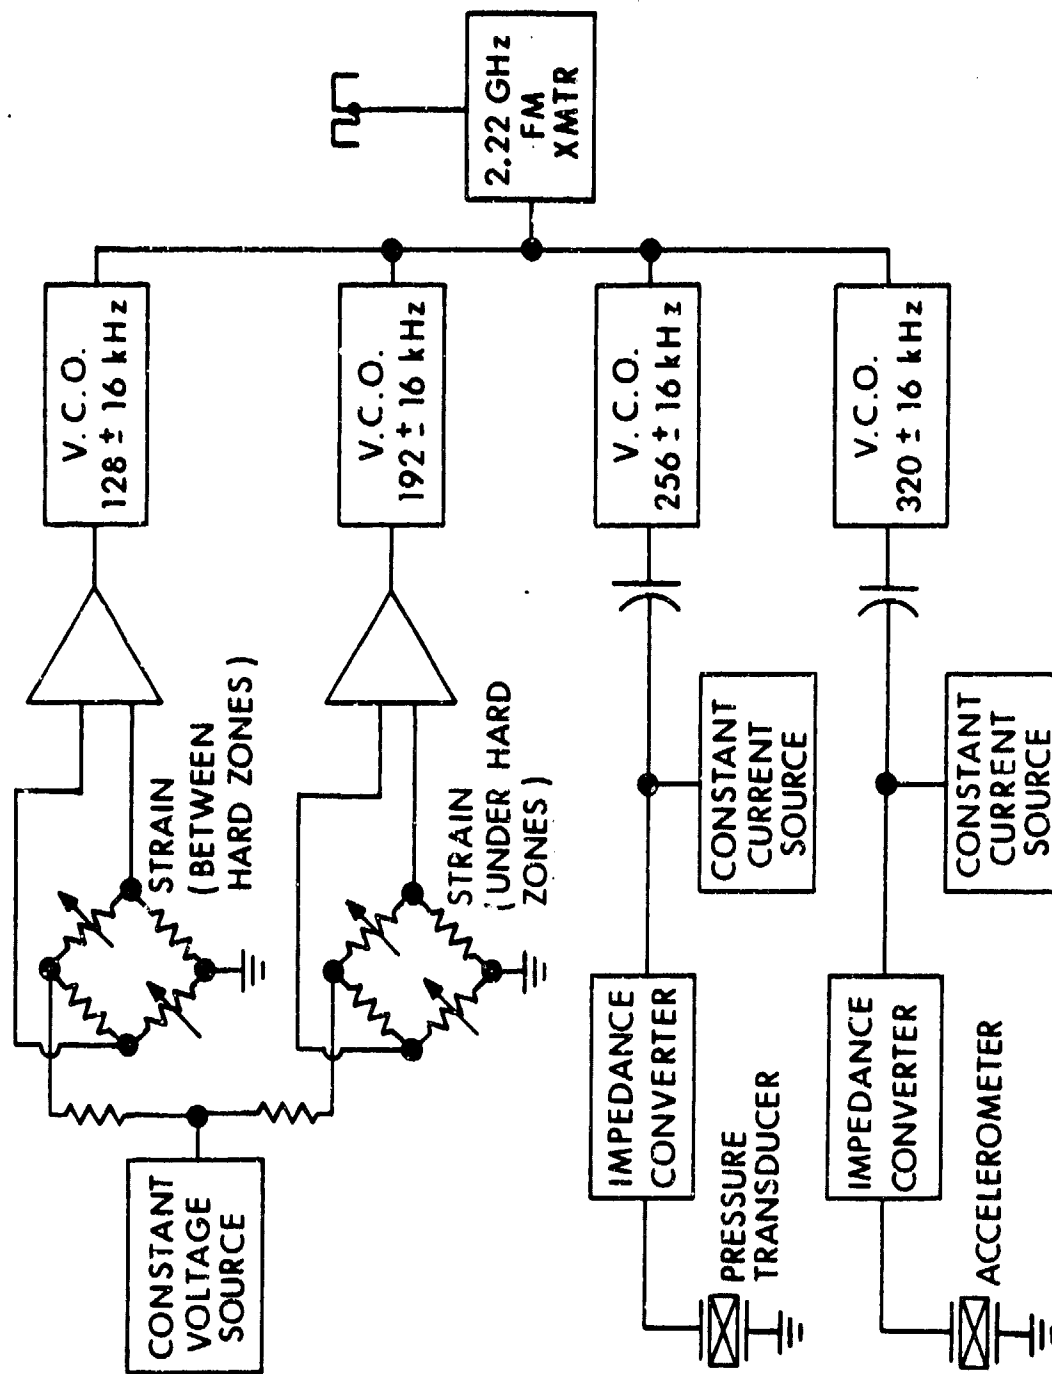 CONSTANT
VOLTAGE
SOURCE
STRAIN
(BETWEEN
HARD ZONES)
V.C.O.
128 ± 16 kHz
STRAIN
(UNDER HARD
ZONES)
V.C.O.
192 ± 16 kHz
2.22 GHz
FM
XMTR
PRESSURE
TRANSDUCER
IMPEDANCE
CONVERTER
CONSTANT
CURRENT
SOURCE
V.C.O.
256 ± 16 kHz
ACCELEROMETER
IMPEDANCE
CONVERTER
CONSTANT
CURRENT
SOURCE
V.C.O.
320 ± 16 kHz